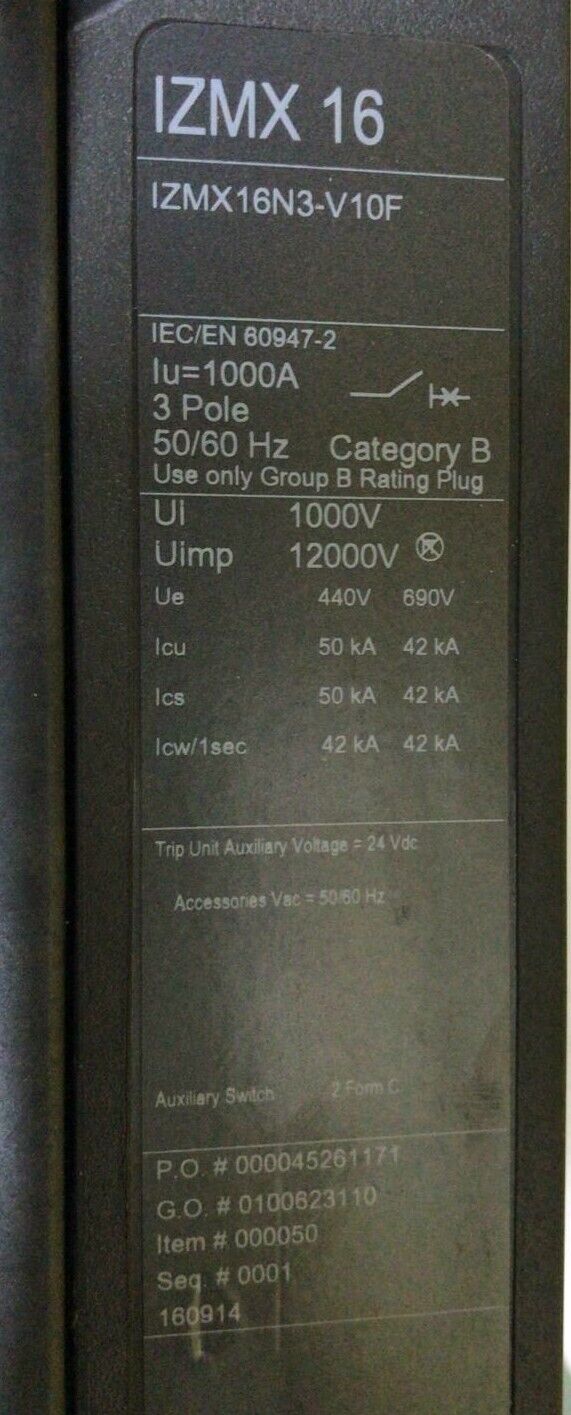 IZMX 16
IZMX16N3-V10F
IEC/EN 60947-2
Iu=1000A
3 Pole
50/60 Hz Category B
Use only Group B Rating Plug
UI 1000V
Uimp 12000V
Ue 440V 690V
Icu 50 kA 42 kA
Ics 50 kA 42 kA
Icw/1sec 42 kA 42 kA
Trip Unit Auxiliary Voltage = 24 Vdc
Accessories Vac = 50/60 Hz
Auxiliary Switch 2 Form C
P.O. # 000045261171
G.O. # 0100623110
Item # 000050
Seq. # 0001
160914